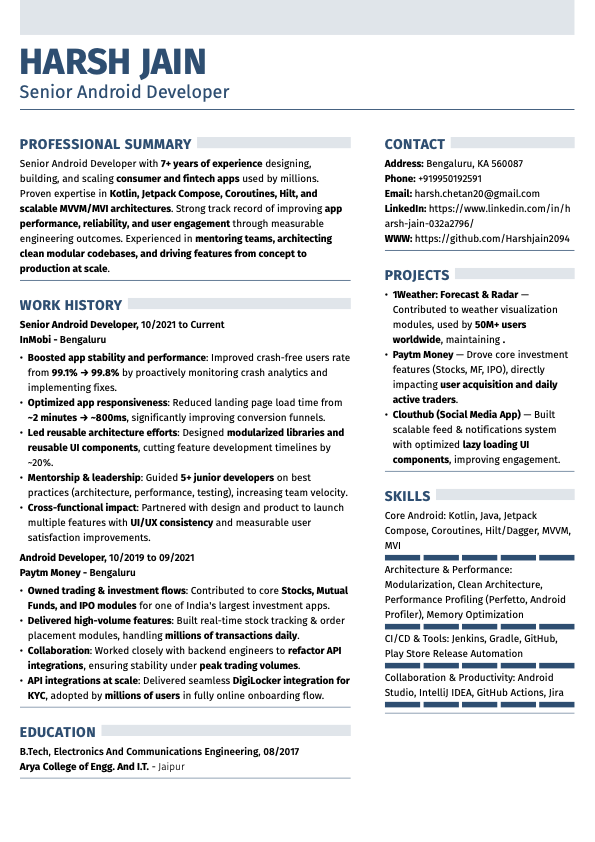 HARSH JAIN
Senior Android Developer
PROFESSIONAL SUMMARY
Senior Android Developer with 7+ years of experience designing,
building, and scaling consumer and fintech apps used by millions.
Proven expertise in Kotlin, Jetpack Compose, Coroutines, Hilt, and
scalable MVVM/MVI architectures. Strong track record of improving app
performance, reliability, and user engagement through measurable
engineering outcomes. Experienced in mentoring teams, architecting
clean modular codebases, and driving features from concept to
production at scale.
WORK HISTORY
Senior Android Developer, 10/2021 to Current
InMobi - Bengaluru
• Boosted app stability and performance: Improved crash-free users rate
from 99.1% → 99.8% by proactively monitoring crash analytics and
implementing fixes.
• Optimized app responsiveness: Reduced landing page load time from
~2 minutes → ~800ms, significantly improving conversion funnels.
• Led reusable architecture efforts: Designed modularized libraries and
reusable UI components, cutting feature development timelines by
~20%.
• Mentorship & leadership: Guided 5+ junior developers on best
practices (architecture, performance, testing), increasing team velocity.
• Cross-functional impact: Partnered with design and product to launch
multiple features with UI/UX consistency and measurable user
satisfaction improvements.
Android Developer, 10/2019 to 09/2021
Paytm Money - Bengaluru
• Owned trading & investment flows: Contributed to core Stocks, Mutual
Funds, and IPO modules for one of India's largest investment apps.
• Delivered high-volume features: Built real-time stock tracking & order
placement modules, handling millions of transactions daily.
• Collaboration: Worked closely with backend engineers to refactor API
integrations, ensuring stability under peak trading volumes.
• API integrations at scale: Delivered seamless DigiLocker integration for
KYC, adopted by millions of users in fully online onboarding flow.
EDUCATION
B.Tech, Electronics And Communications Engineering, 08/2017
Arya College of Engg. And I.T. - Jaipur
CONTACT
Address: Bengaluru, KA 560087
Phone: +919950192591
Email: harsh.chetan20@gmail.com
LinkedIn: https://www.linkedin.com/in/h
arsh-jain-032a2796/
WWW: https://github.com/Harshjain2094
PROJECTS
• 1Weather: Forecast & Radar —
Contributed to weather visualization
modules, used by 50M+ users
worldwide, maintaining .
• Paytm Money — Drove core investment
features (Stocks, MF, IPO), directly
impacting user acquisition and daily
active traders.
• Clouthub (Social Media App) — Built
scalable feed & notifications system
with optimized lazy loading UI
components, improving engagement.
SKILLS
Core Android: Kotlin, Java, Jetpack
Compose, Coroutines, Hilt/Dagger, MVVM,
MVI
Architecture & Performance:
Modularization, Clean Architecture,
Performance Profiling (Perfetto, Android
Profiler), Memory Optimization
CI/CD & Tools: Jenkins, Gradle, GitHub,
Play Store Release Automation
Collaboration & Productivity: Android
Studio, IntelliJ IDEA, GitHub Actions, Jira